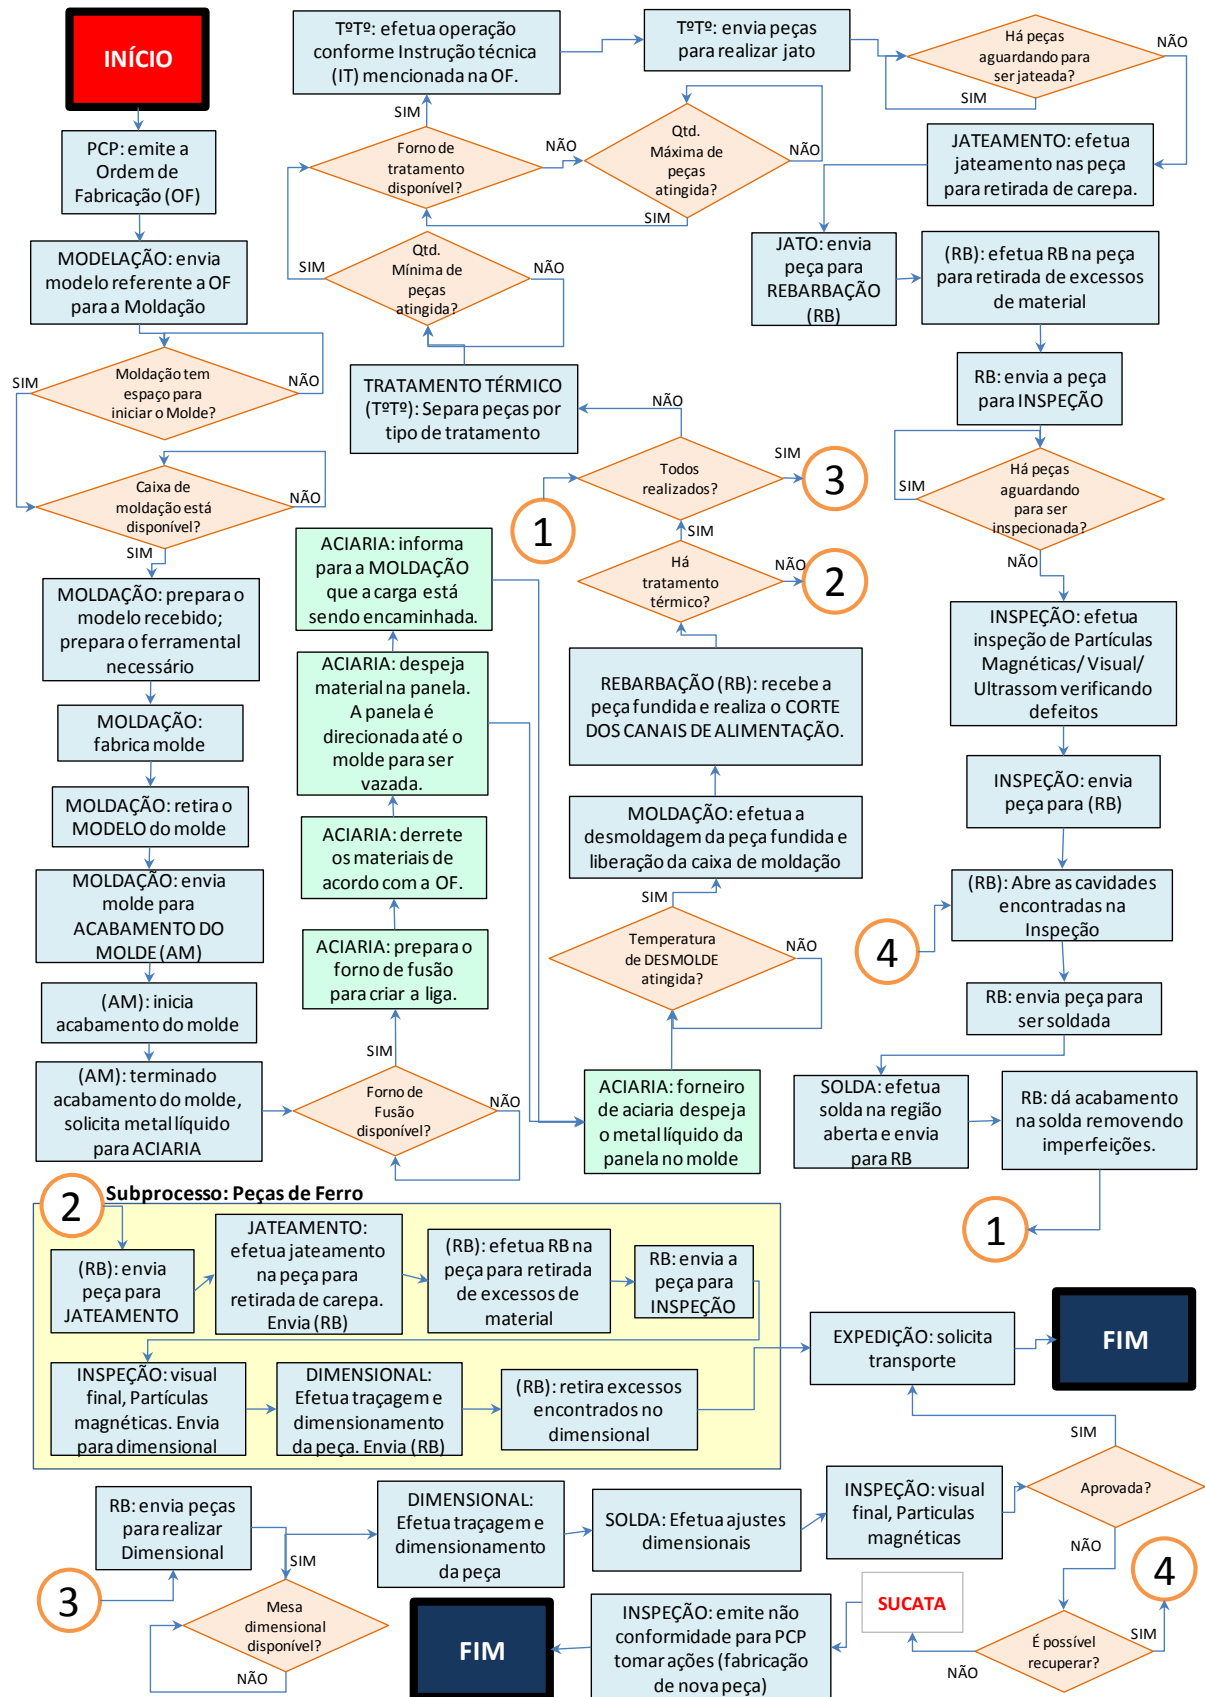 INÍCIO
PCP: emite a
Ordem de
Fabricação (OF)
MODELAÇÃO: envia
modelo referente a OF
para a Moldação
Moldação tem
espaço para
iniciar o Molde?
SIM
NÃO
Caixa de
moldação está
disponível?
NÃO
SIM
MOLDAÇÃO: prepara o
modelo recebido;
prepara o ferramental
necessário
MOLDAÇÃO:
fabrica molde
MOLDAÇÃO: retira o
MODELO do molde
MOLDAÇÃO: envia
molde para
ACABAMENTO DO
MOLDE (AM)
(AM): inicia
acabamento do molde
(AM): terminado
acabamento do molde,
solicita metal líquido
para ACIARIA
Forno de
Fusão
disponível?
NÃO
SIM
ACIARIA: prepara o
forno de fusão
para criar a liga.
ACIARIA: derrete
os materiais de
acordo com a OF.
ACIARIA: despeja
material na panela.
A panela é
direcionada até o
molde para ser
vazada.
ACIARIA: informa
para a MOLDAÇÃO
que a carga está
sendo encaminhada.
ACIARIA: forneiro
de aciaria despeja
o metal líquido da
panela no molde
Temperatura
de DESMOLDE
atingida?
NÃO
SIM
MOLDAÇÃO: efetua a
desmoldagem da peça fundida e
liberação da caixa de moldação
REBARBAÇÃO (RB): recebe a
peça fundida e realiza o CORTE
DOS CANAIS DE ALIMENTAÇÃO.
Há
tratamento
térmico?
NÃO
2
SIM
Todos
realizados?
1
SIM
3
NÃO
TRATAMENTO TÉRMICO
(TºTº): Separa peças por
tipo de tratamento
Qtd.
Mínima de
peças
atingida?
NÃO
SIM
Forno de
tratamento
disponível?
NÃO
SIM
Qtd.
Máxima de
peças
atingida?
NÃO
SIM
TºTº: efetua operação
conforme Instrução técnica
(IT) mencionada na OF.
TºTº: envia peças
para realizar jato
Há peças
aguardando para
ser jateada?
NÃO
SIM
JATEAMENTO: efetua
jateamento nas peça
para retirada de carepa.
JATO: envia
peça para
REBARBAÇÃO
(RB)
(RB): efetua RB na peça
para retirada de excessos
de material
RB: envia a peça
para INSPEÇÃO
Há peças
aguardando
para ser
inspecionada?
SIM
NÃO
INSPEÇÃO: efetua
inspeção de Partículas
Magnéticas/ Visual/
Ultrassom verificando
defeitos
INSPEÇÃO: envia
peça para (RB)
(RB): Abre as cavidades
encontradas na
Inspeção
4
RB: envia peça para
ser soldada
SOLDA: efetua
solda na região
aberta e envia
para RB
RB: dá acabamento
na solda removendo
imperfeições.
1
2
Subprocesso: Peças de Ferro
(RB): envia
peça para
JATEAMENTO
JATEAMENTO:
efetua jateamento
na peça para
retirada de carepa.
Envia (RB)
(RB): efetua RB na
peça para retirada
de excessos de
material
RB: envia a
peça para
INSPEÇÃO
INSPEÇÃO: visual
final, Partículas
magnéticas. Envia
para dimensional
DIMENSIONAL:
Efetua traçagem e
dimensionamento
da peça. Envia (RB)
(RB): retira excessos
encontrados no
dimensional
EXPEDIÇÃO: solicita
transporte
FIM
3
RB: envia peças
para realizar
Dimensional
Mesa
dimensional
disponível?
SIM
NÃO
DIMENSIONAL:
Efetua traçagem e
dimensionamento
da peça
SOLDA: Efetua ajustes
dimensionais
INSPEÇÃO: visual
final, Particulas
magnéticas
Aprovada?
SIM
NÃO
É possível
recuperar?
SIM
4
NÃO
SUCATA
INSPEÇÃO: emite não
conformidade para PCP
tomar ações (fabricação
de nova peça)
FIM